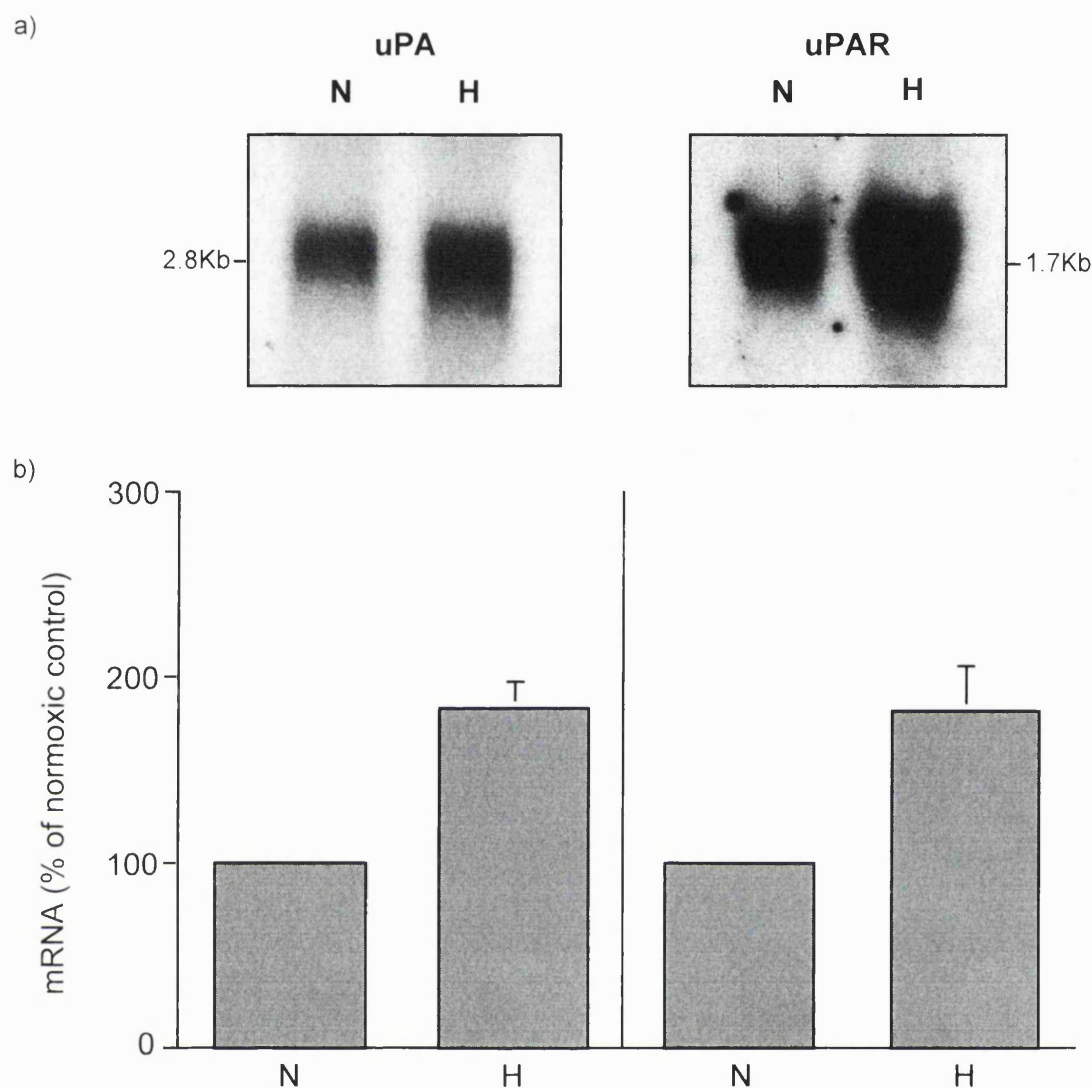 a)
uPA uPAR
N H N H
2.8Kb 1.7Kb
b)
mRNA (% of normoxic control)
300
200
100
0
N H N H